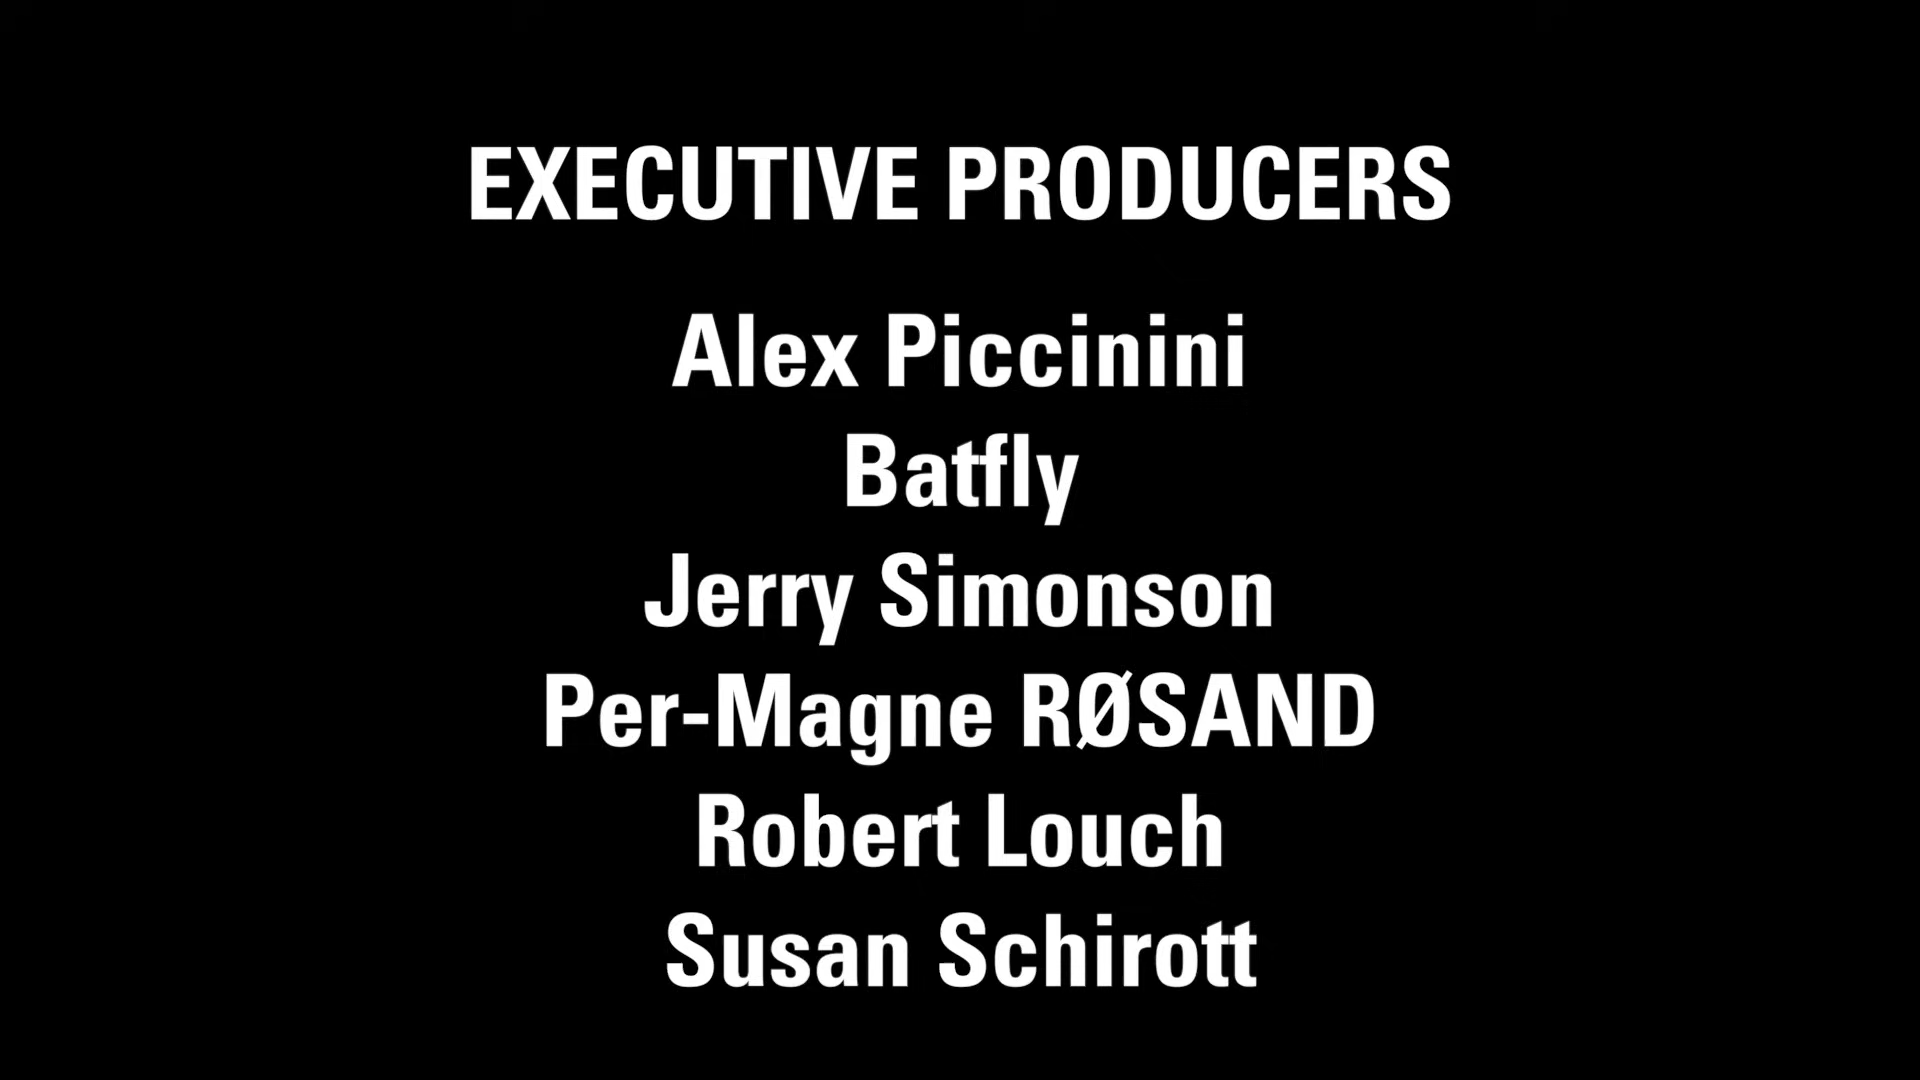 EXECUTIVE PRODUCERS
Alex Piccinini
Batfly
Jerry Simonson
Per-Magne RØSAND
Robert Louch
Susan Schirott